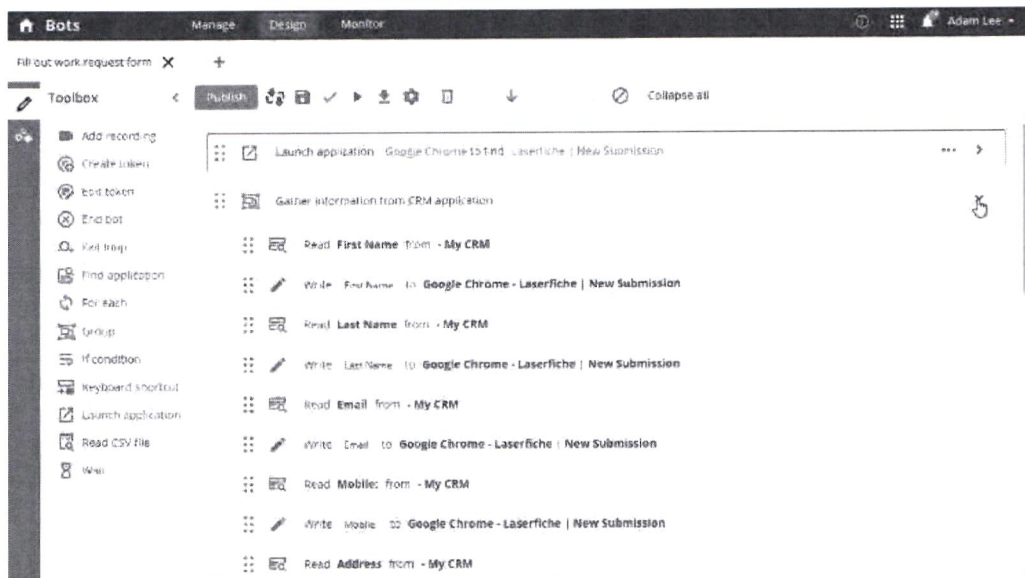 Bots Manage Design Monitor Adam Lee
Fill out work request form
Toolbox Publish Collapse all
Add recording
Launch application Google Chrome to find Laserfiche | New Submission
Create token
Edit token
Gather information from CRM application
End bot
Exit loop
Read First Name from - My CRM
Find application
Write First Name to Google Chrome - Laserfiche | New Submission
For each
Group
Read Last Name from - My CRM
If condition
Write Last Name to Google Chrome - Laserfiche | New Submission
Keyboard shortcut
Launch application
Read Email from - My CRM
Read CSV file
Write Email to Google Chrome - Laserfiche | New Submission
Wait
Read Mobile: from - My CRM
Write Mobile to Google Chrome - Laserfiche | New Submission
Read Address from - My CRM